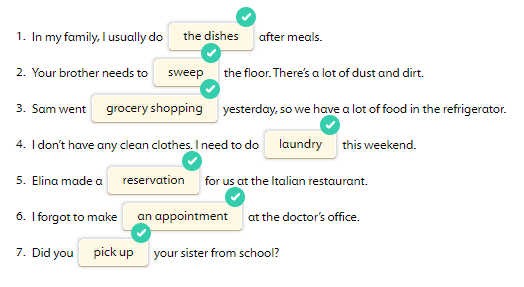 1. In my family, I usually do the dishes after meals.
2. Your brother needs to sweep the floor. There's a lot of dust and dirt.
3. Sam went grocery shopping yesterday, so we have a lot of food in the refrigerator.
4. I don't have any clean clothes. I need to do laundry this weekend.
5. Elina made a reservation for us at the Italian restaurant.
6. I forgot to make an appointment at the doctor's office.
7. Did you pick up your sister from school?